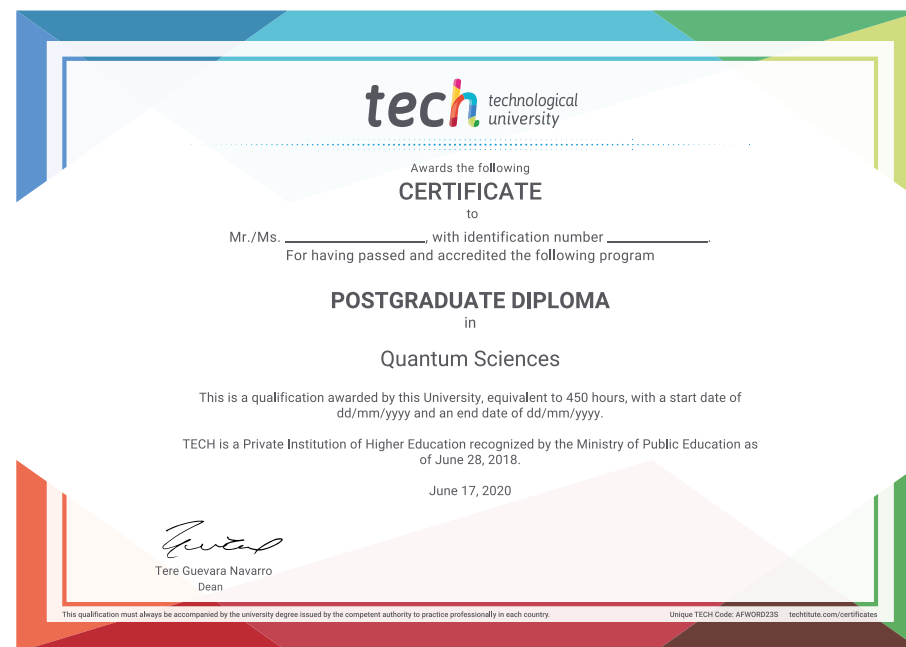 tech technological
university
Awards the following
CERTIFICATE
to
Mr./Ms. ____________________, with identification number ______________.
For having passed and accredited the following program
POSTGRADUATE DIPLOMA
in
Quantum Sciences
This is a qualification awarded by this University, equivalent to 450 hours, with a start date of
dd/mm/yyyy and an end date of dd/mm/yyyy.
TECH is a Private Institution of Higher Education recognized by the Ministry of Public Education as
of June 28, 2018.
June 17, 2020
Tere Guevara Navarro
Dean
This qualification must always be accompanied by the university degree issued by the competent authority to practice professionally in each country. Unique TECH Code: AFWORD23S techtitute.com/certificates